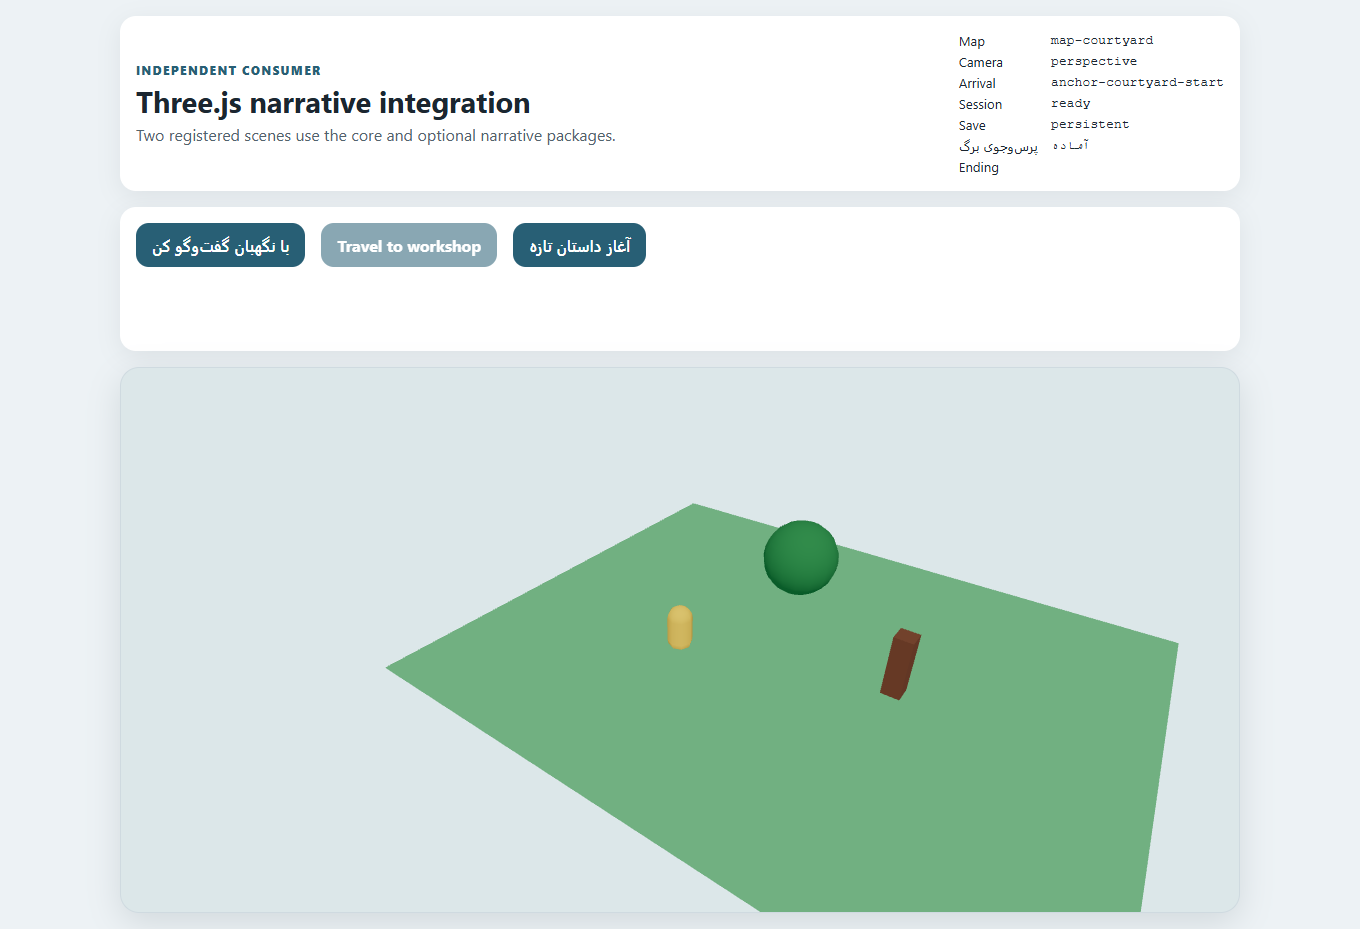 INDEPENDENT CONSUMER
Three.js narrative integration
Two registered scenes use the core and optional narrative packages.
Map map-courtyard
Camera perspective
Arrival anchor-courtyard-start
Session ready
Save persistent
پرس‌وجوی برگ آماده
Ending
با نگهبان گفت‌وگو کن
Travel to workshop
آغاز داستان تازه